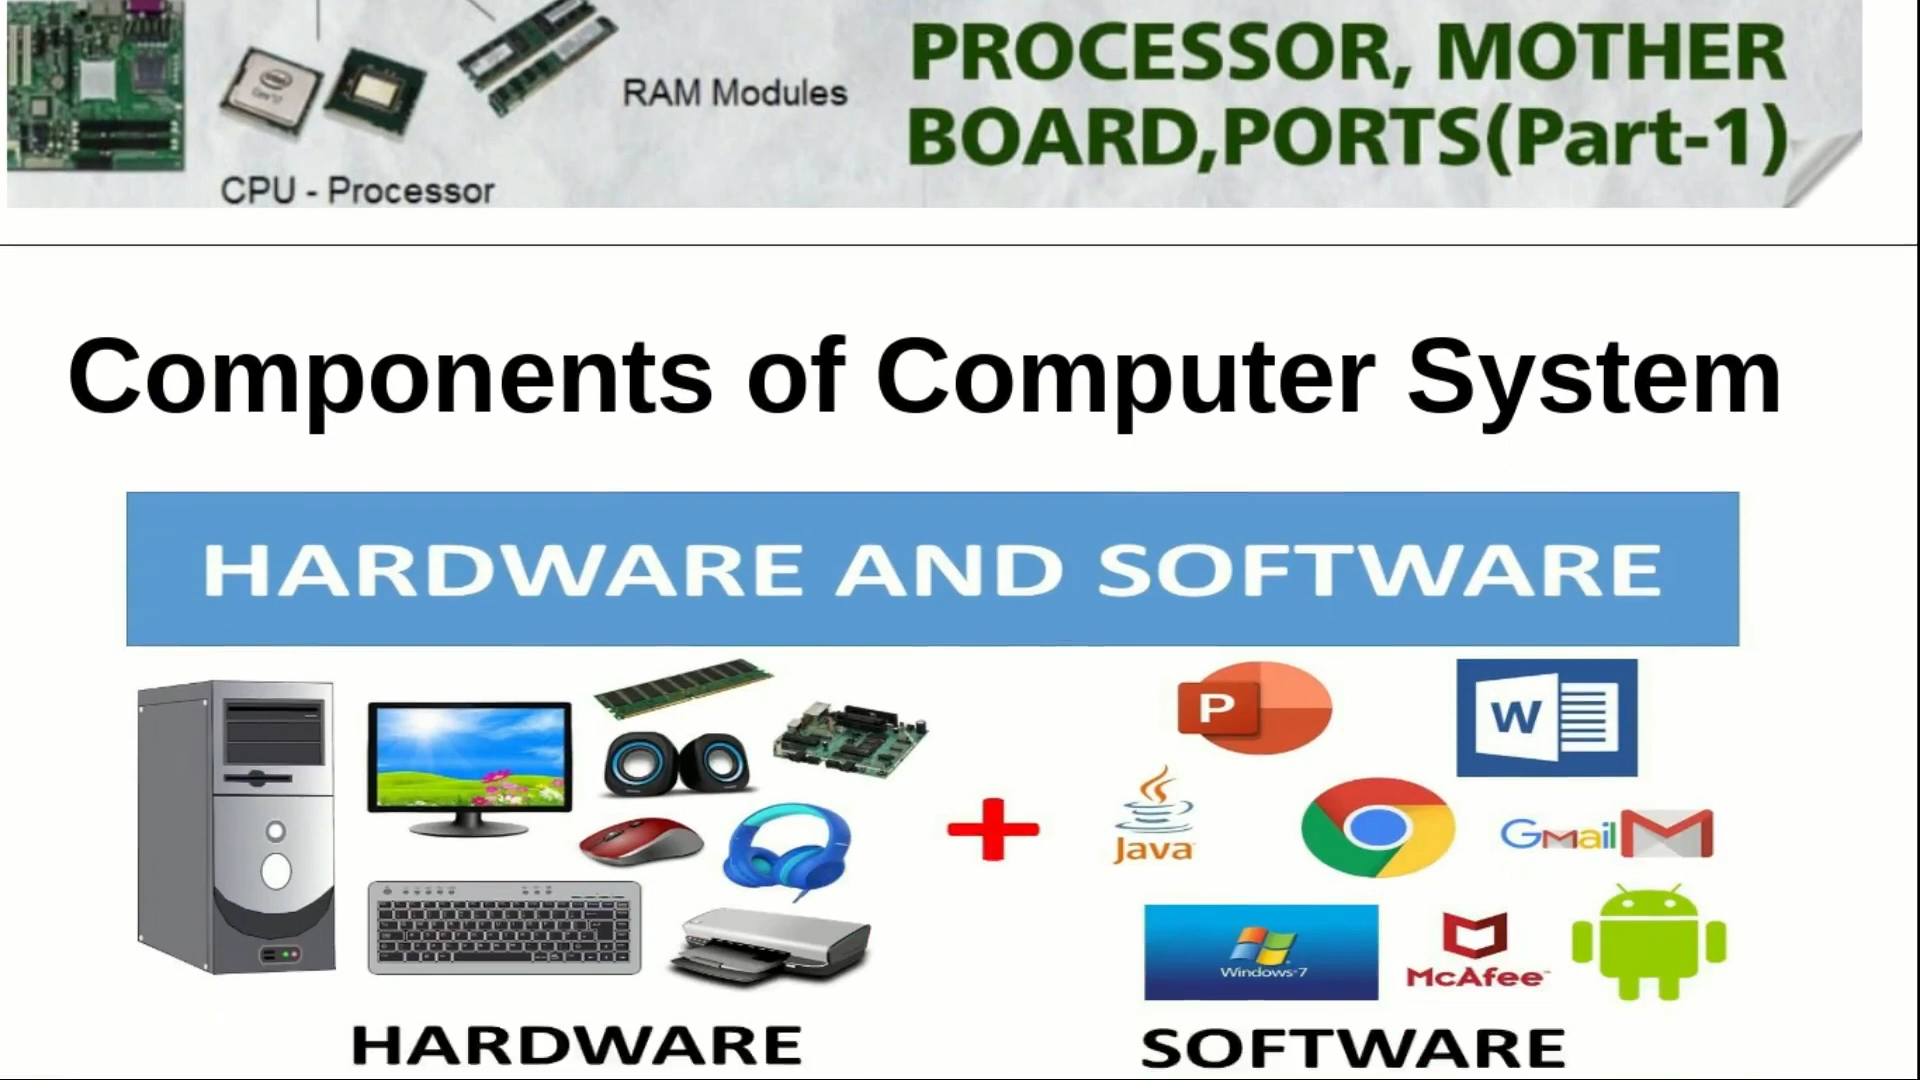 RAM Modules
CPU - Processor
PROCESSOR, MOTHER
BOARD,PORTS(Part-1)
Components of Computer System
HARDWARE AND SOFTWARE
P
W
Java
Gmail
Windows 7
McAfee
HARDWARE
SOFTWARE